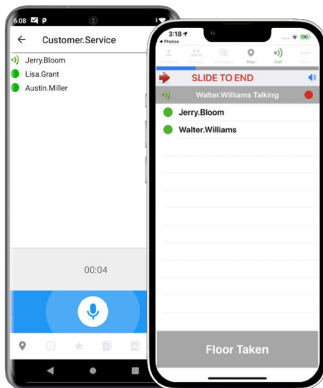 6:08
Customer.Service
Jerry.Bloom
Lisa.Grant
Austin.Miller
00:04
3:18
Photos
Map
Call
SLIDE TO END
Walter.Williams Talking
Jerry.Bloom
Walter.Williams
Floor Taken